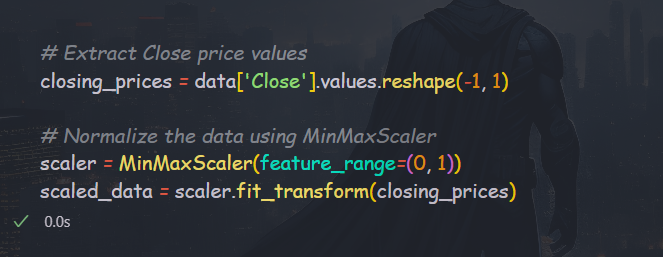 # Extract Close price values
closing_prices = data['Close'].values.reshape(-1, 1)
# Normalize the data using MinMaxScaler
scaler = MinMaxScaler(feature_range=(0, 1))
scaled_data = scaler.fit_transform(closing_prices)
0.0s